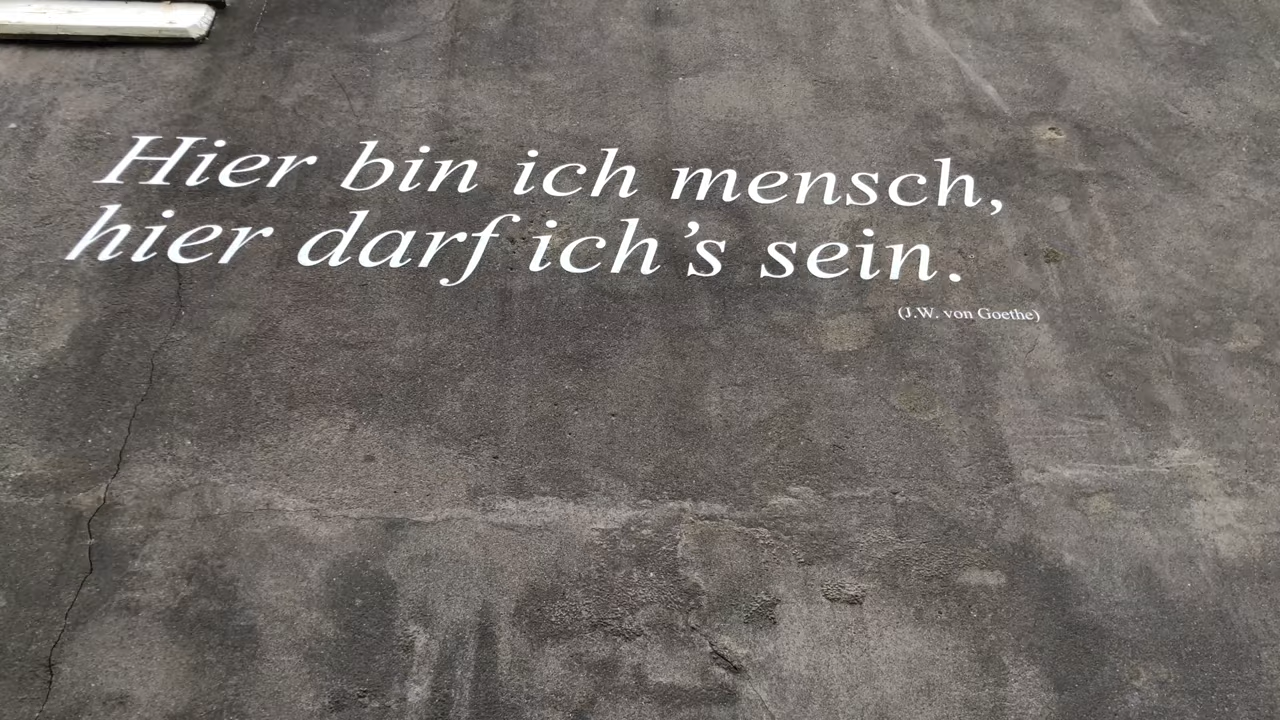 Hier bin ich mensch,
hier darf ich’s sein.
(J.W. von Goethe)